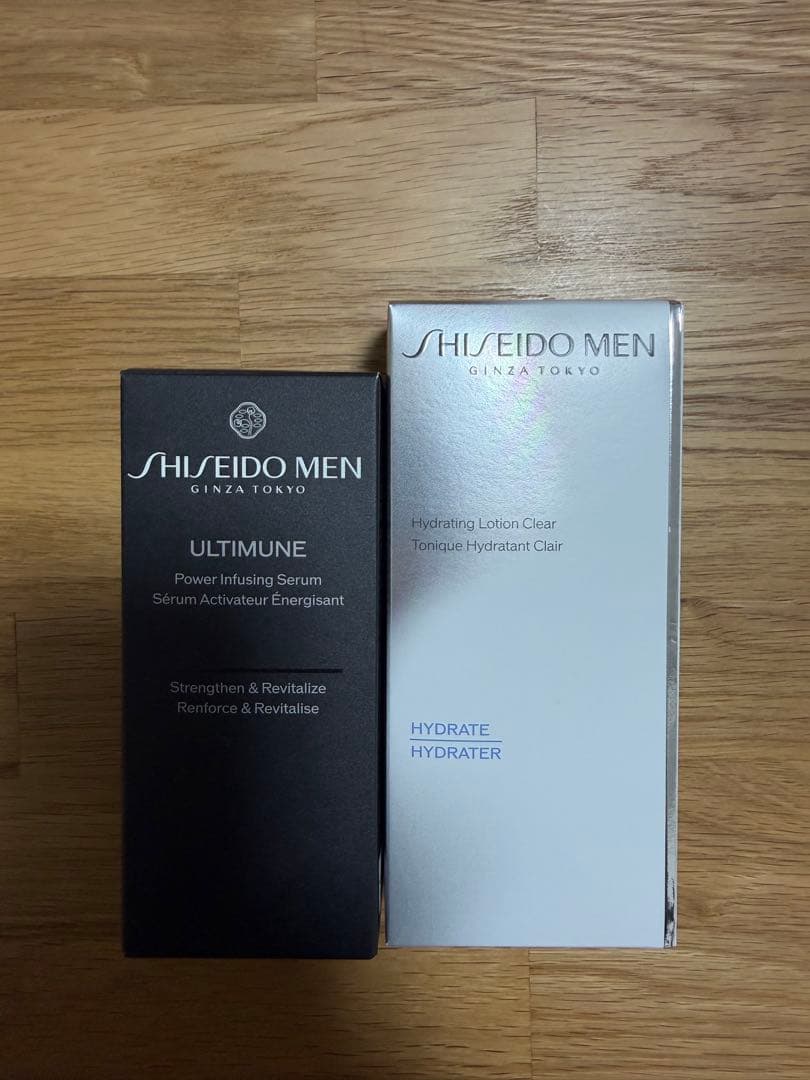 SHISEIDO MEN
GINZA TOKYO
ULTIMUNE
Power Infusing Serum
Sérum Activateur Énergisant
Strengthen & Revitalize
Renforce & Revitalise
SHISEIDO MEN
GINZA TOKYO
Hydrating Lotion Clear
Tonique Hydratant Clair
HYDRATE
HYDRATER